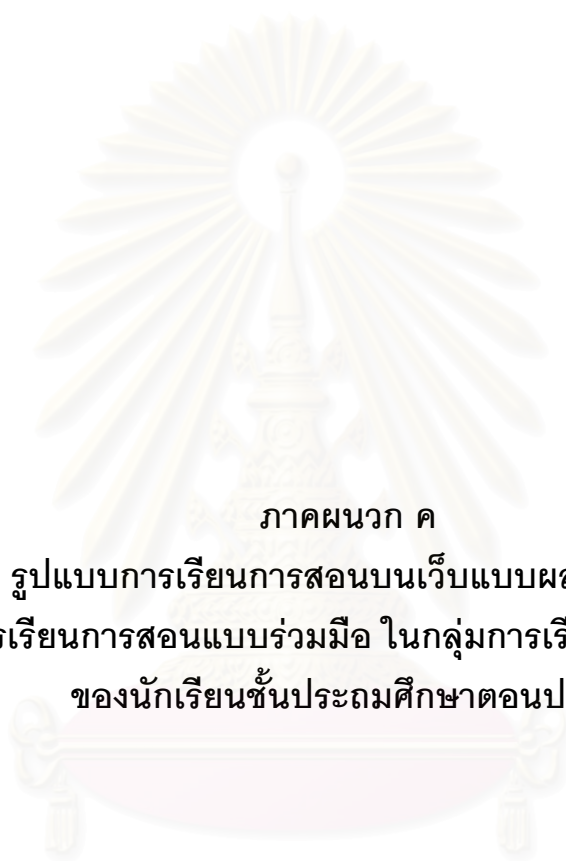 ภาคผนวก ค
รูปแบบการเรียนการสอนบนเว็บแบบ
เรียนการสอนแบบร่วมมือ ในกลุ่มการ
ของนักเรียนชั้นประถมศึกษาตอน